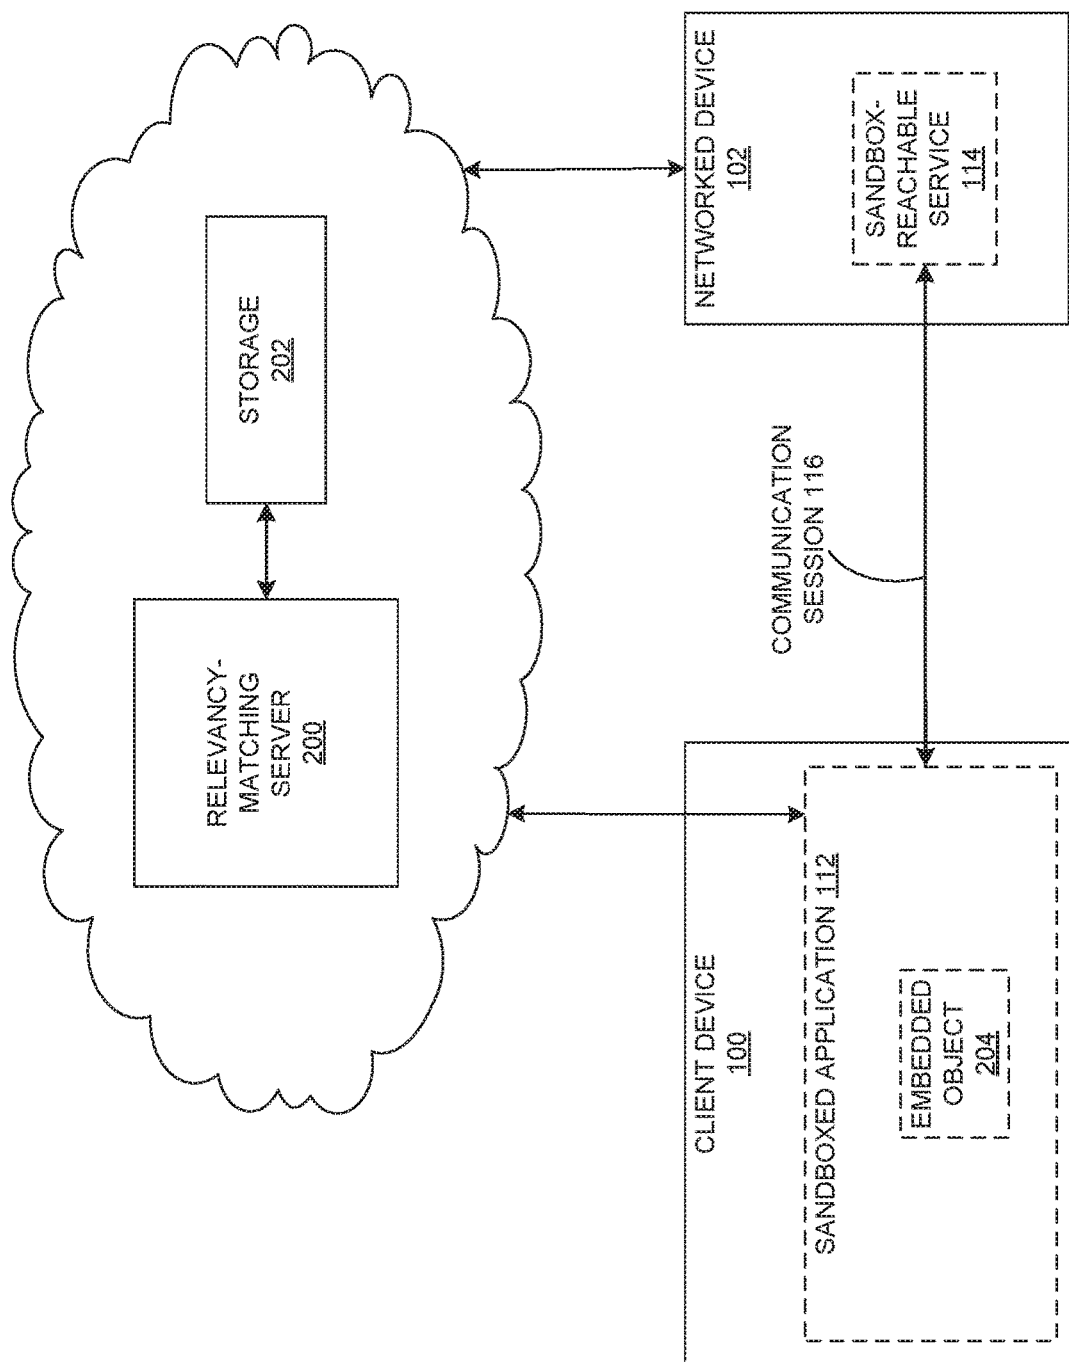 RELEVANCY-
MATCHING
SERVER
200
STORAGE
202
CLIENT DEVICE
100
SANDBOXED APPLICATION 112
EMBEDDED
OBJECT
204
COMMUNICATION
SESSION 116
NETWORKED DEVICE
102
SANDBOX-
REACHABLE
SERVICE
114